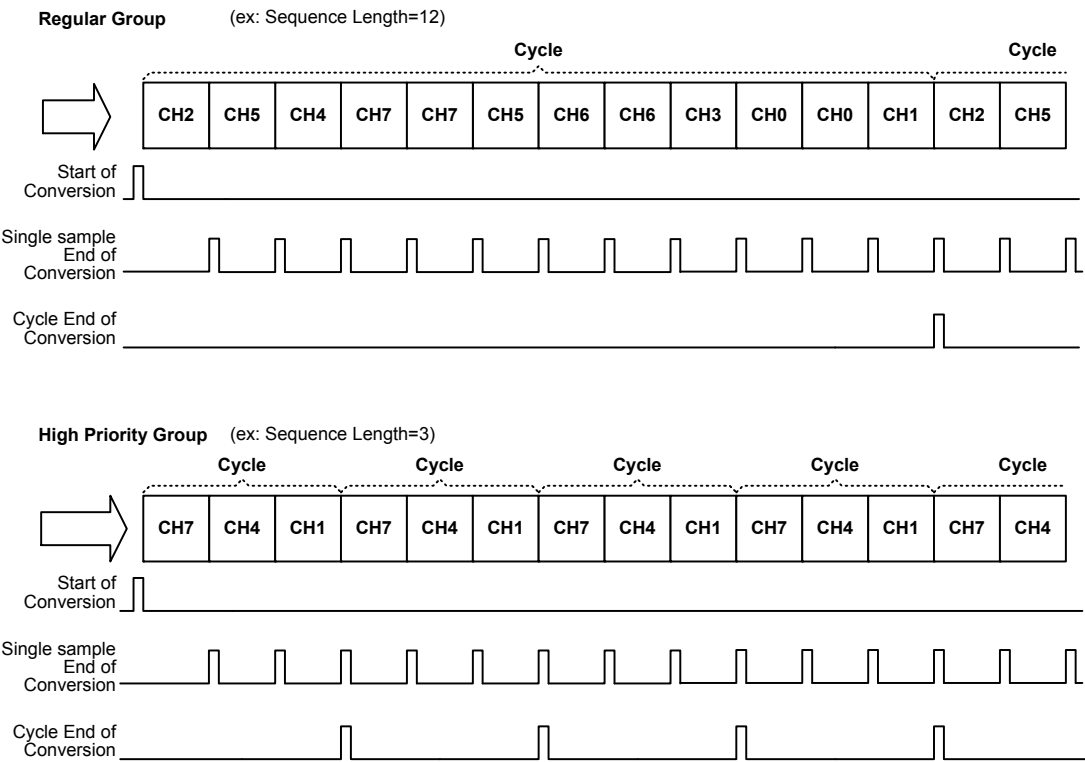 Regular Group (ex: Sequence Length=12)
Cycle Cycle
CH2 CH5 CH4 CH7 CH7 CH5 CH6 CH6 CH3 CH0 CH0 CH1 CH2 CH5
Start of
Conversion
Single sample
End of
Conversion
Cycle End of
Conversion
High Priority Group (ex: Sequence Length=3)
Cycle Cycle Cycle Cycle Cycle
CH7 CH4 CH1 CH7 CH4 CH1 CH7 CH4 CH1 CH7 CH4 CH1 CH7 CH4
Start of
Conversion
Single sample
End of
Conversion
Cycle End of
Conversion